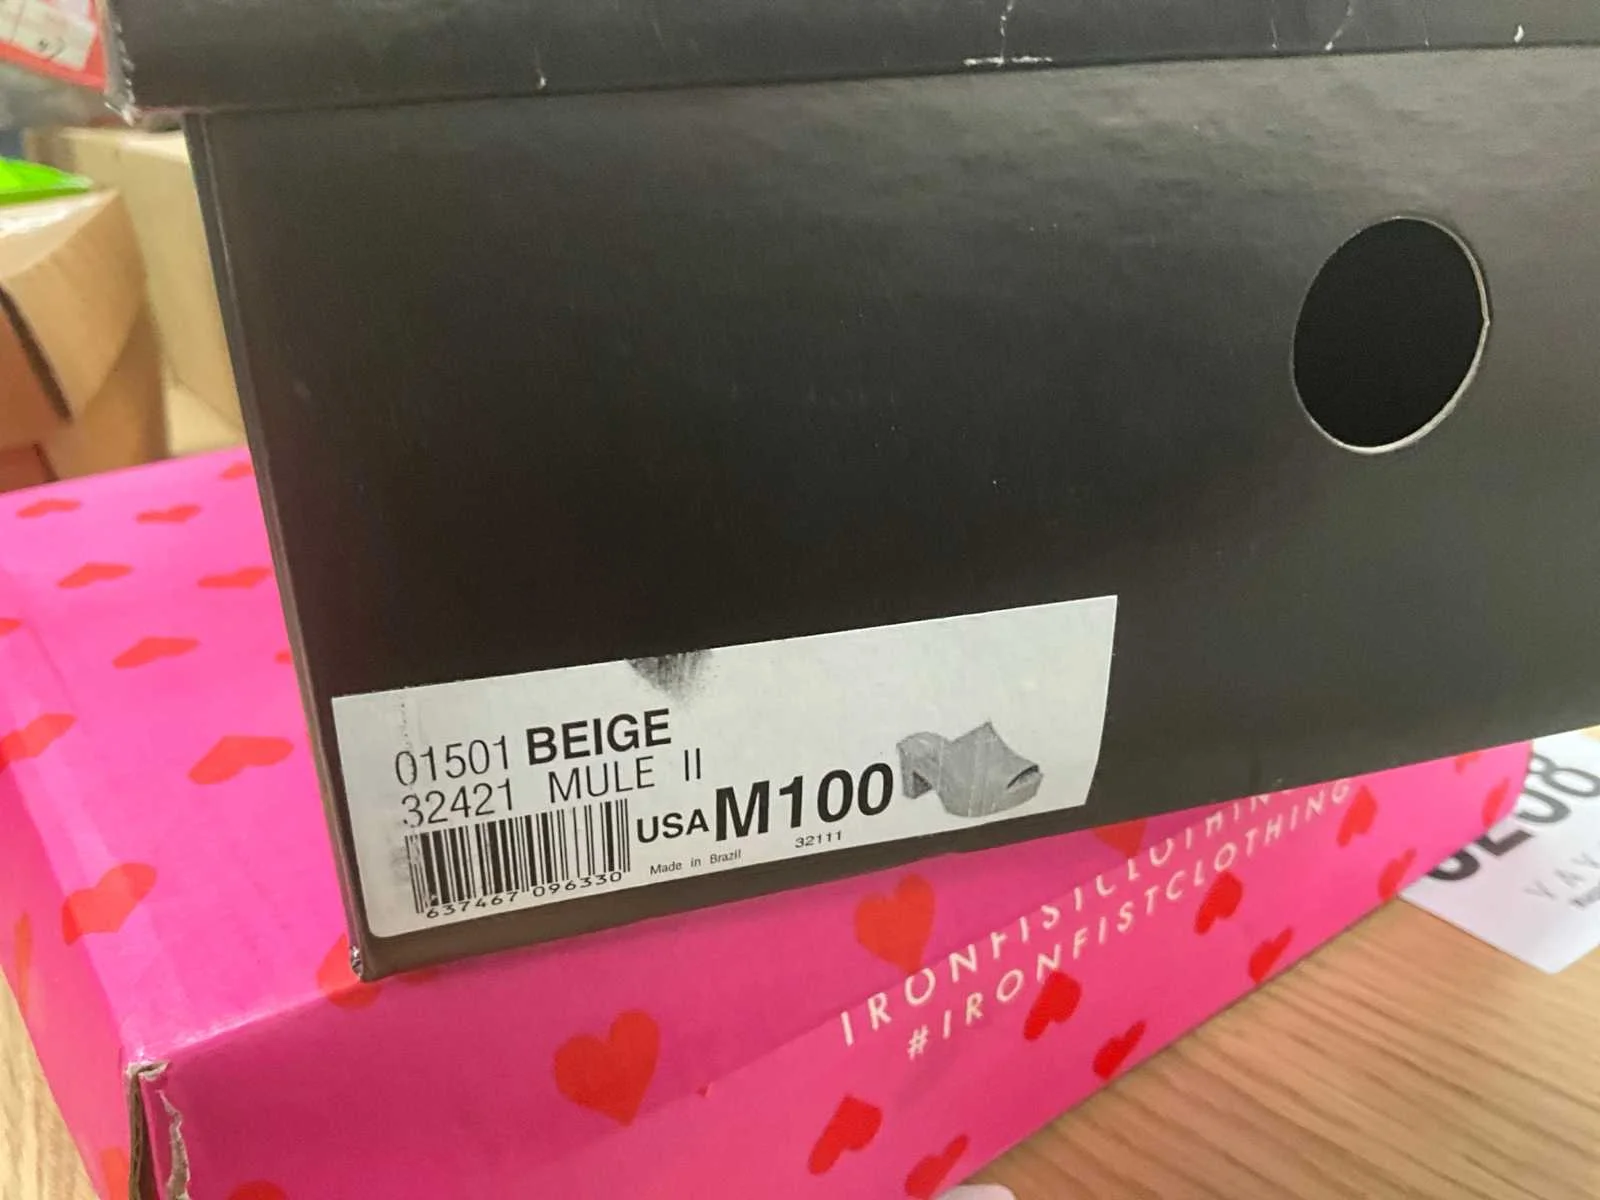 01501 BEIGE
32421 MULE II
USA M100
Made in Brazil 32111
637467 096330
IRONFISTCLOTHING
#IRONFISTCLOTHING